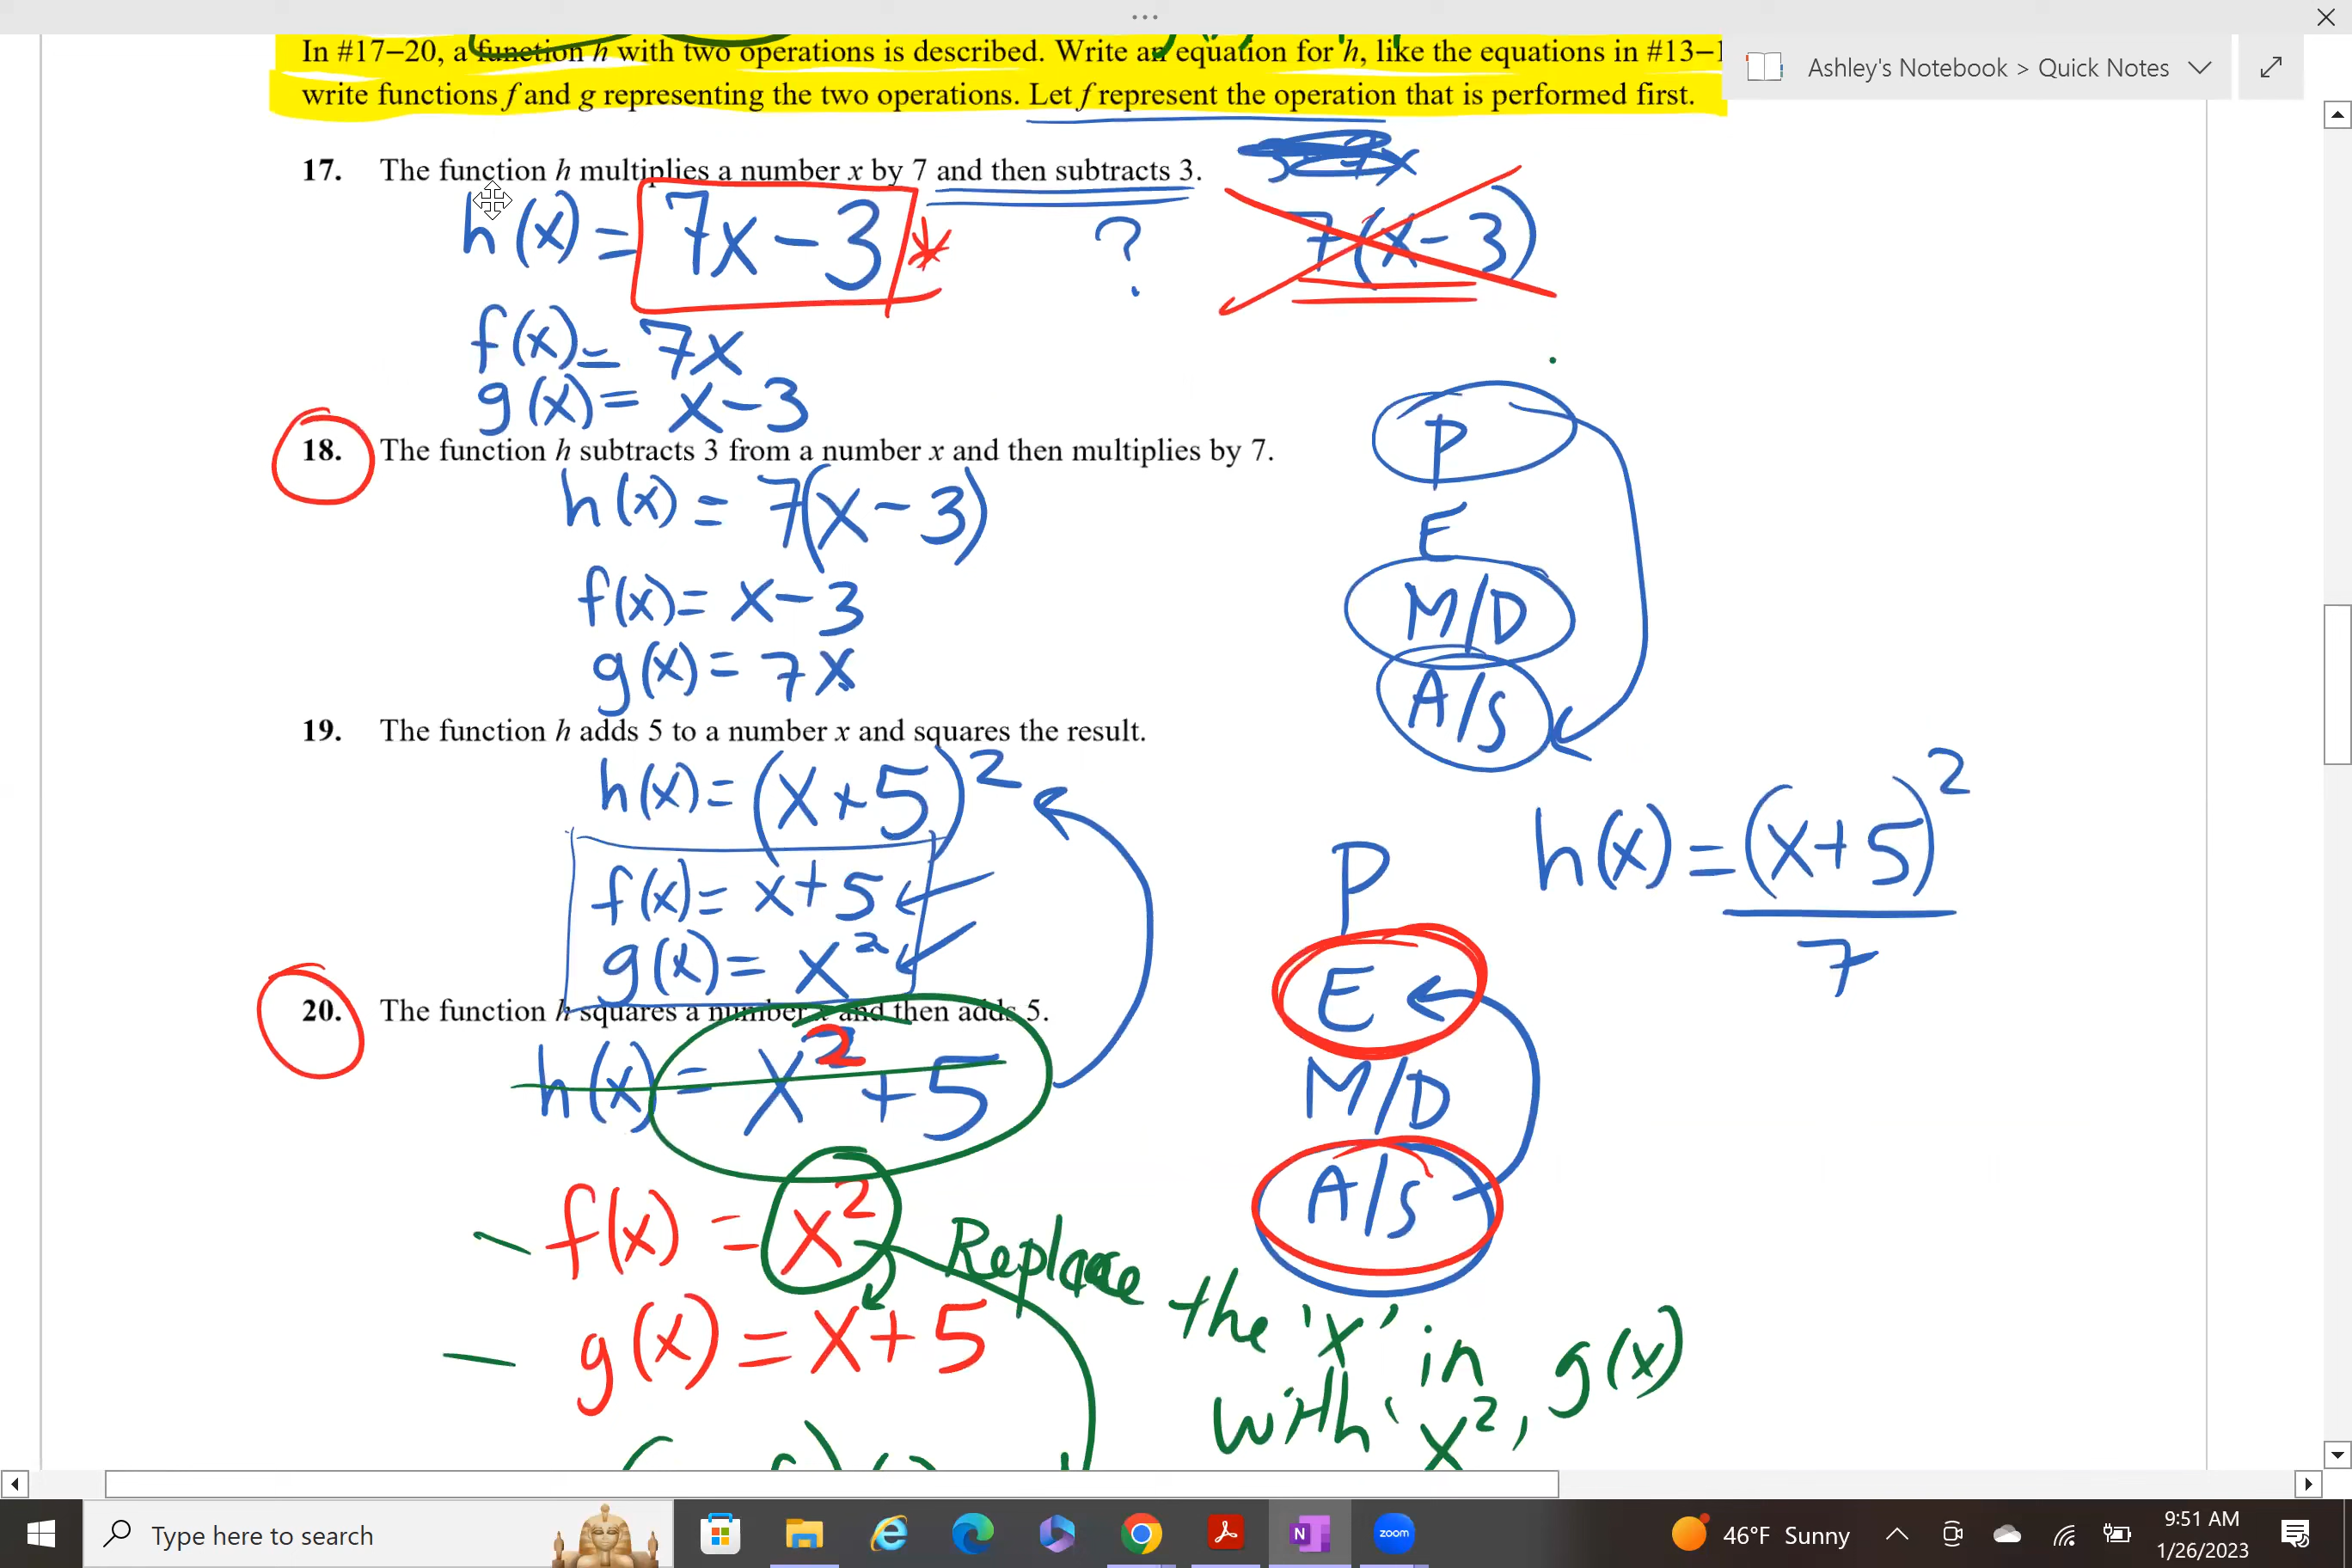 Ashley's Notebook > Quick Notes
In #17–20, a function h with two operations is described. Write an equation for h, like the equations in #13–1
write functions f and g representing the two operations. Let f represent the operation that is performed first.
17. The function h multiplies a number x by 7 and then subtracts 3.
h(x) = 7x-3 * ? 7(x-3)
f(x) = 7x
g(x) = x-3
18. The function h subtracts 3 from a number x and then multiplies by 7.
h(x) = 7(x-3)
f(x) = x-3
g(x) = 7x
P
E
M/D
A/S
19. The function h adds 5 to a number x and squares the result.
h(x) = (x+5)²
f(x) = x+5
g(x) = x²
h(x) = (x+5)²
7
P
E
M/D
A/S
20. The function h squares a number x and then adds 5.
h(x) = x²+5
f(x) = x²
g(x) = x+5
Replace the 'x' in g(x)
with 'x²'
Type here to search
zoom
46°F Sunny
9:51 AM
1/26/2023